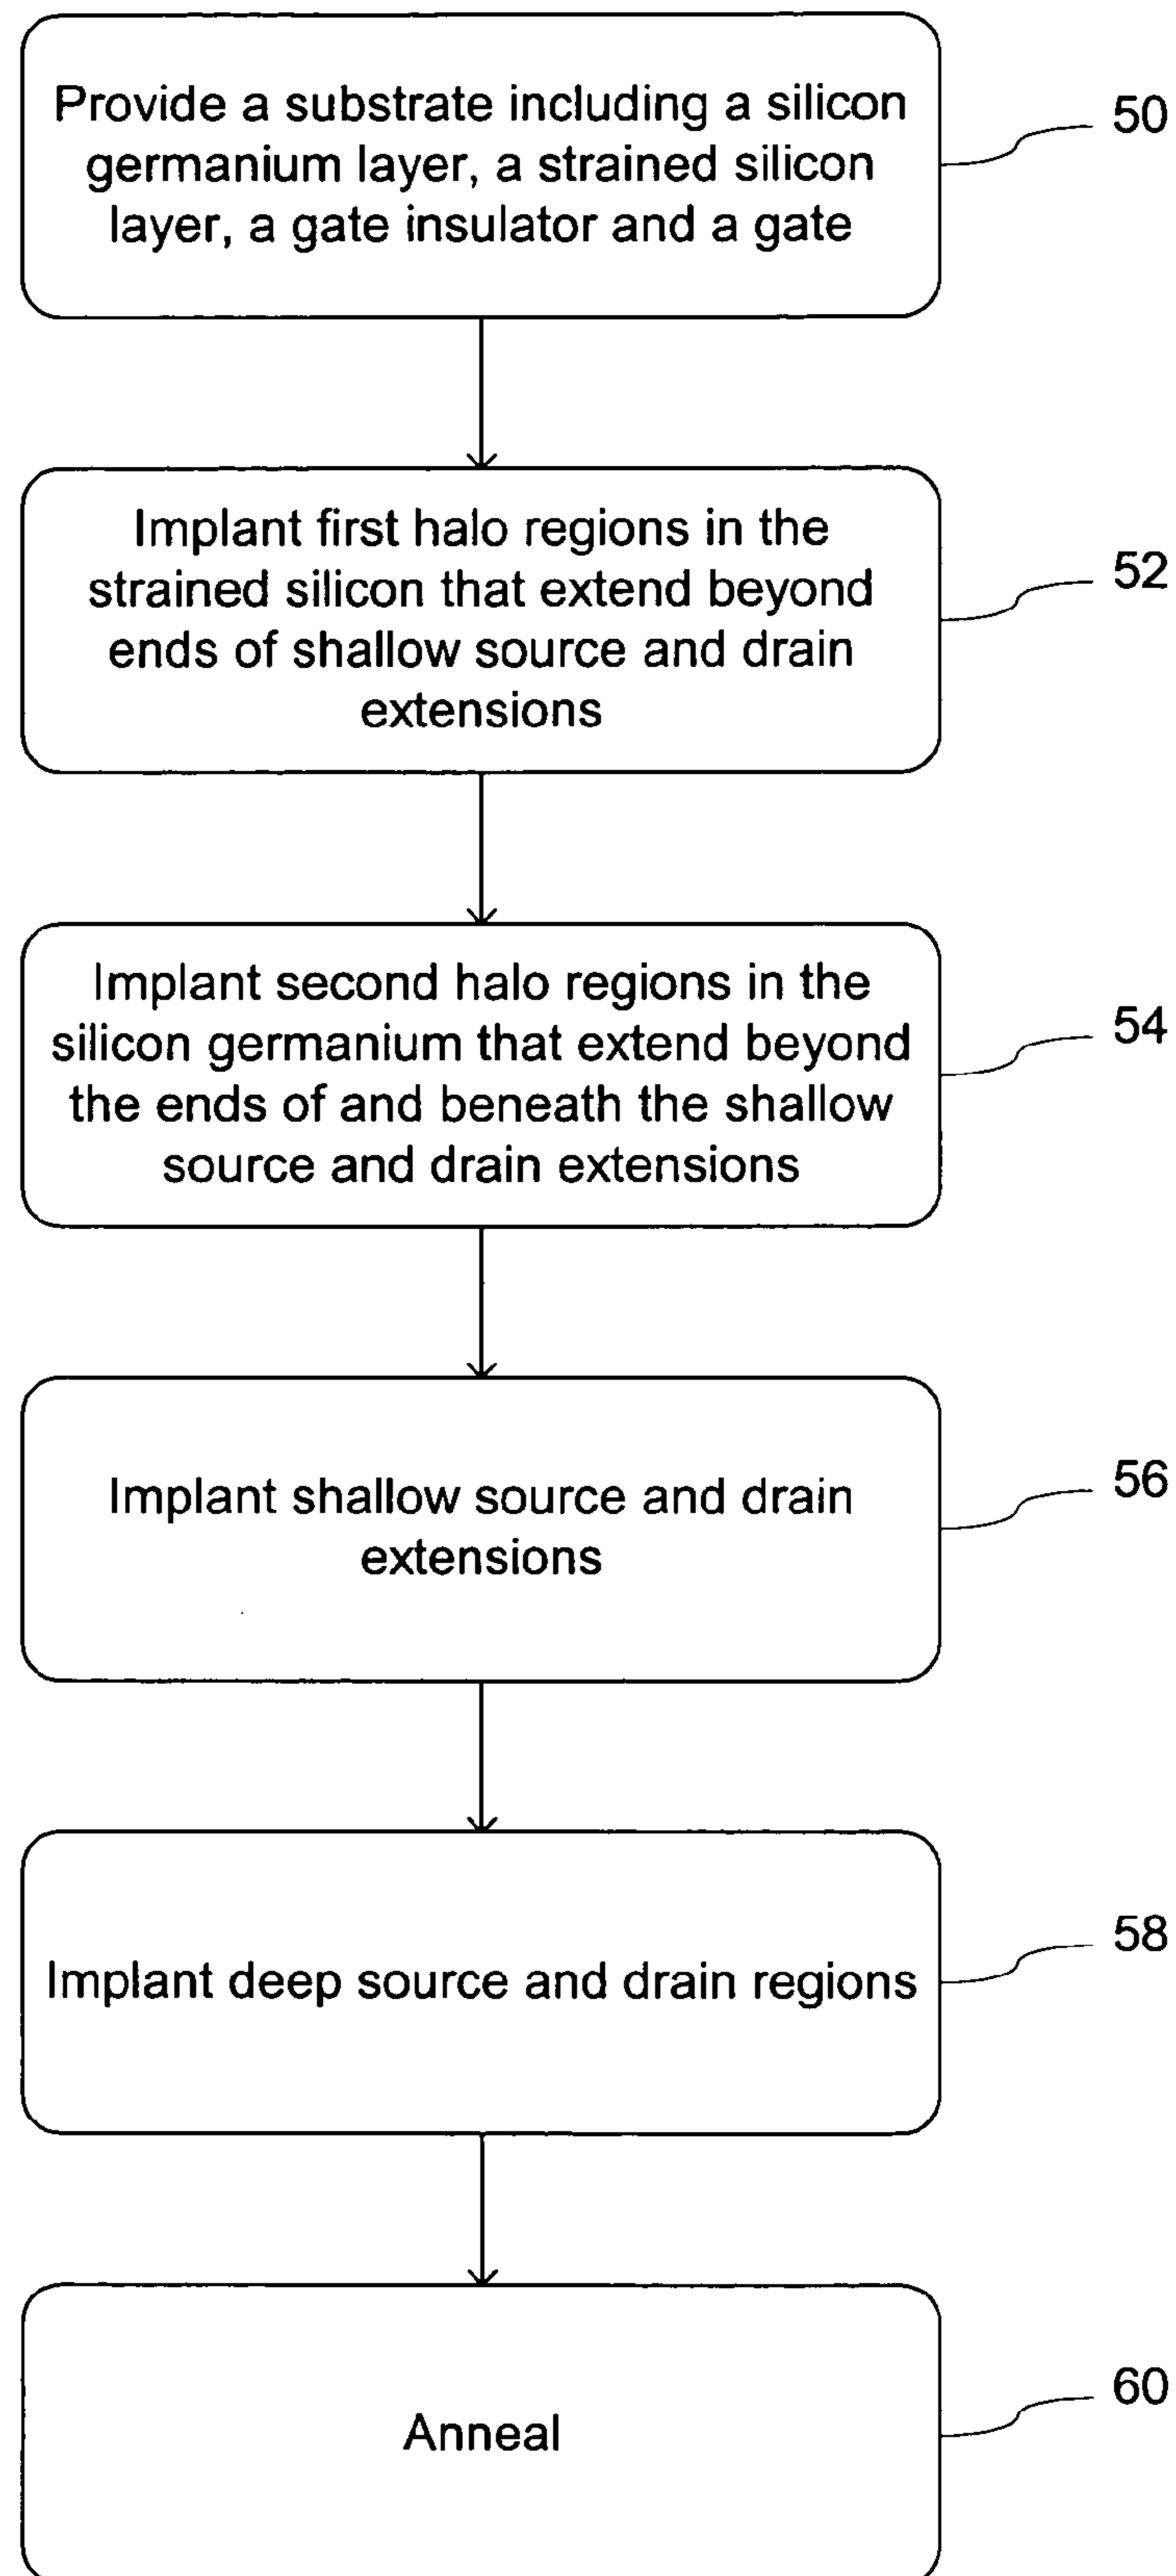 Provide a substrate including a silicon
germanium layer, a strained silicon
layer, a gate insulator and a gate
50
Implant first halo regions in the
strained silicon that extend beyond
ends of shallow source and drain
extensions
52
Implant second halo regions in the
silicon germanium that extend beyond
the ends of and beneath the shallow
source and drain extensions
54
Implant shallow source and drain
extensions
56
Implant deep source and drain regions
58
Anneal
60